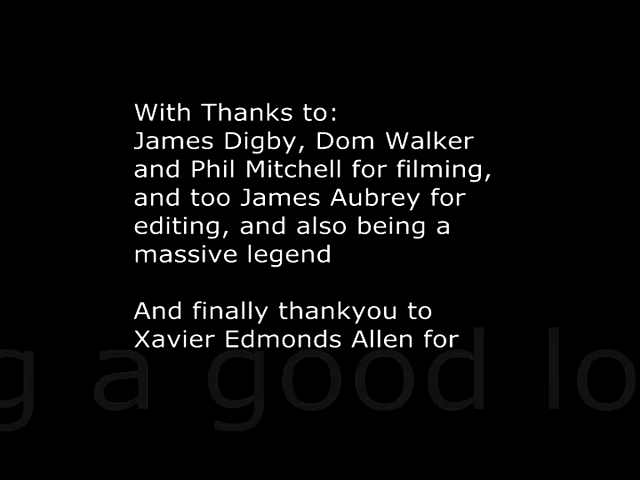 With Thanks to:
James Digby, Dom Walker
and Phil Mitchell for filming,
and too James Aubrey for
editing, and also being a
massive legend
And finally thankyou to
Xavier Edmonds Allen for
g a good lo